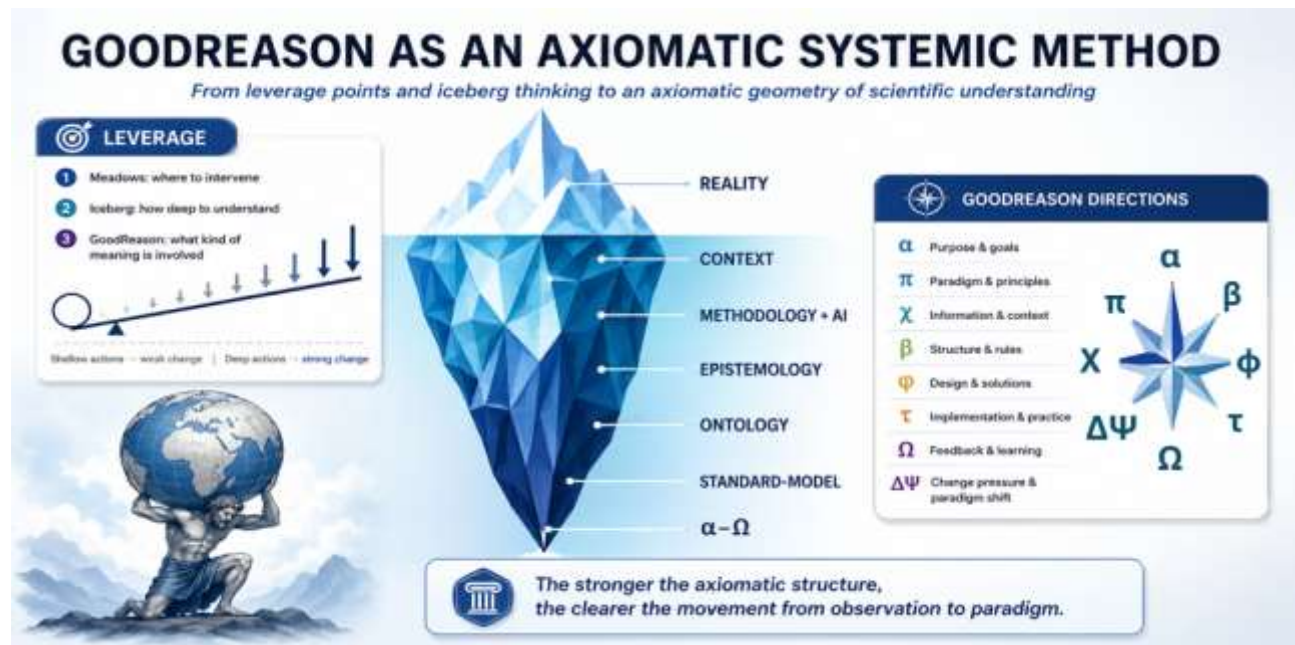 GOODREASON AS AN AXIOMATIC SYSTEMIC METHOD
From leverage points and iceberg thinking to an axiomatic geometry of scientific understanding
LEVERAGE
1 Meadows: where to intervene
2 Iceberg: how deep to understand
3 GoodReason: what kind of
meaning is involved
Shallow actions → weak change | Deep actions → strong change
REALITY
CONTEXT
METHODOLOGY + AI
EPISTEMOLOGY
ONTOLOGY
STANDARD-MODEL
α–Ω
GOODREASON DIRECTIONS
α Purpose & goals
π Paradigm & principles
χ Information & context
β Structure & rules
φ Design & solutions
τ Implementation & practice
Ω Feedback & learning
ΔΨ Change pressure &
paradigm shift
α
π
β
X
ϕ
ΔΨ
τ
Ω
The stronger the axiomatic structure,
the clearer the movement from observation to paradigm.